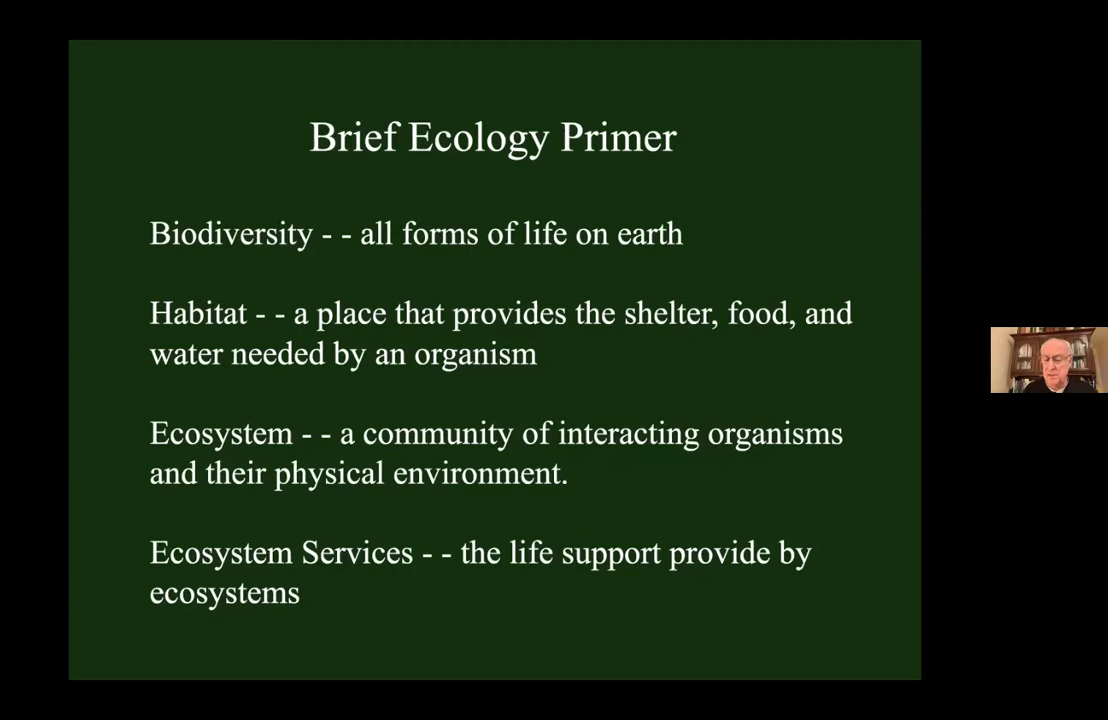 Brief Ecology Primer
Biodiversity - - all forms of life on earth
Habitat - - a place that provides the shelter, food, and
water needed by an organism
Ecosystem - - a community of interacting organisms
and their physical environment.
Ecosystem Services - - the life support provide by
ecosystems